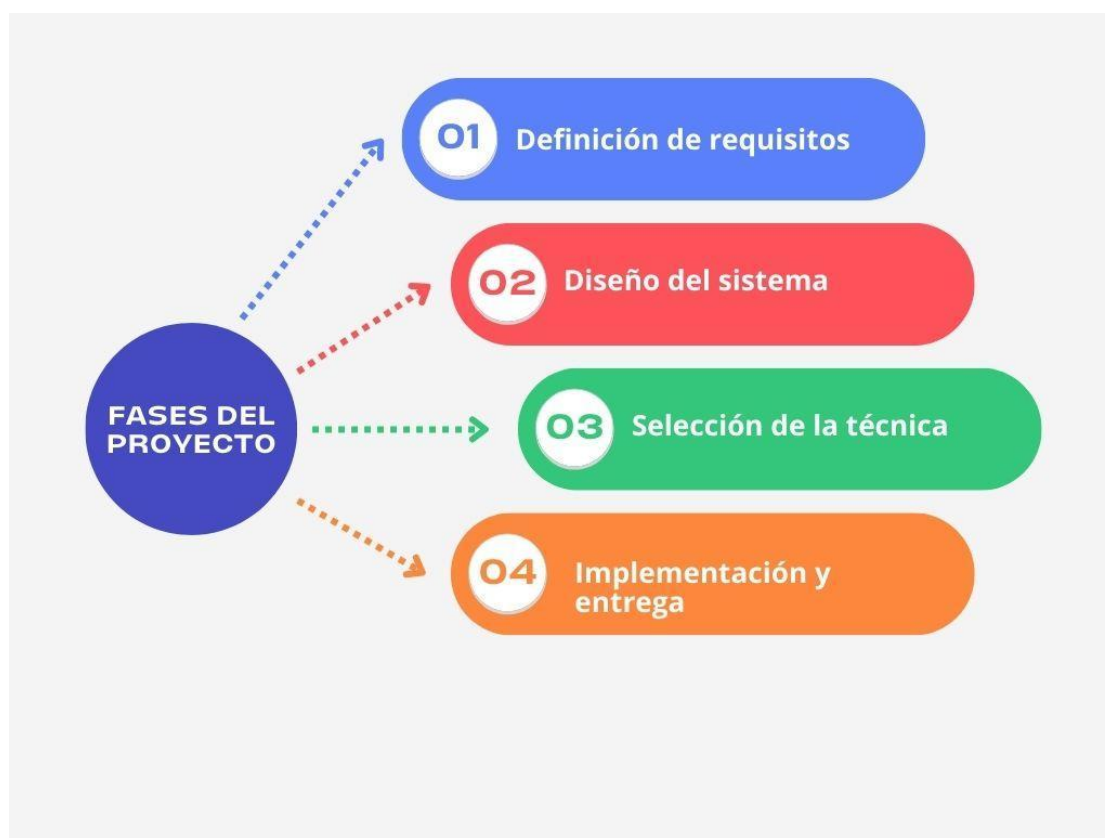 01
Definición de requisitos
02
Diseño del sistema
FASES DEL
PROYECTO
03
Selección de la técnica
04
Implementación y
entrega